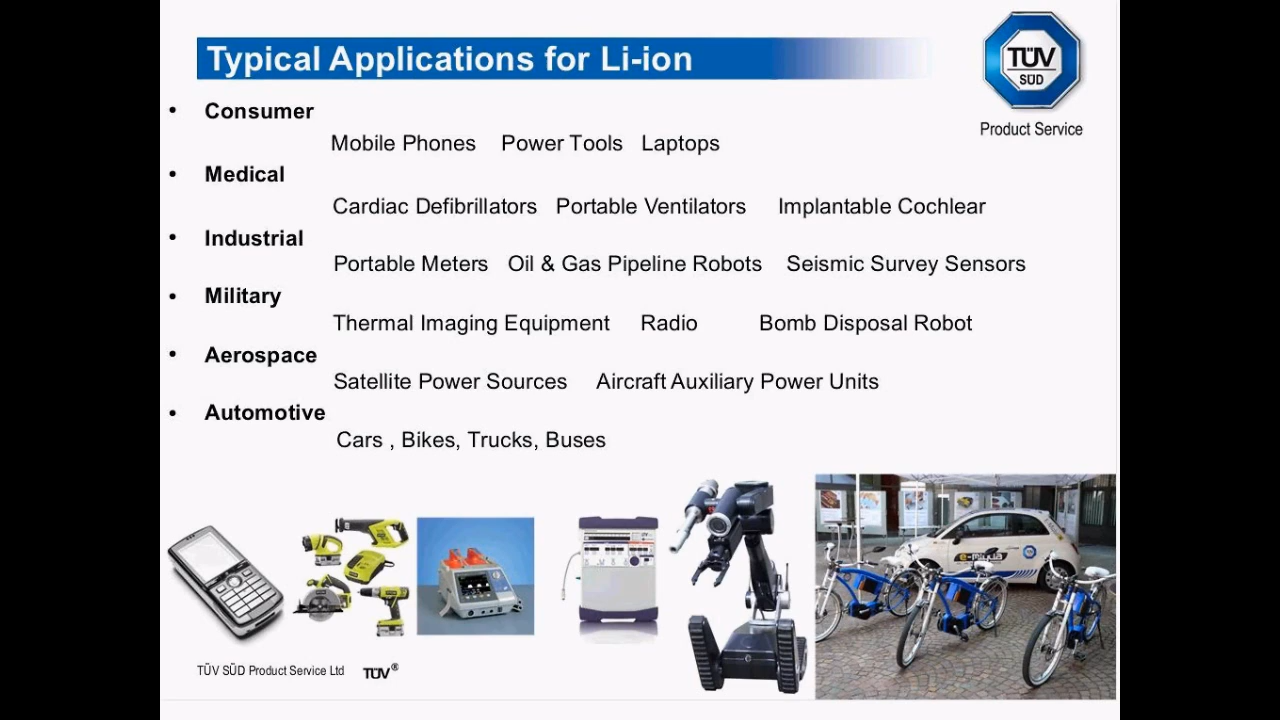 Typical Applications for Li-ion
TÜV
SÜD
Product Service
• Consumer
Mobile Phones Power Tools Laptops
• Medical
Cardiac Defibrillators Portable Ventilators Implantable Cochlear
• Industrial
Portable Meters Oil & Gas Pipeline Robots Seismic Survey Sensors
• Military
Thermal Imaging Equipment Radio Bomb Disposal Robot
• Aerospace
Satellite Power Sources Aircraft Auxiliary Power Units
• Automotive
Cars , Bikes, Trucks, Buses
TÜV SÜD Product Service Ltd TÜV®